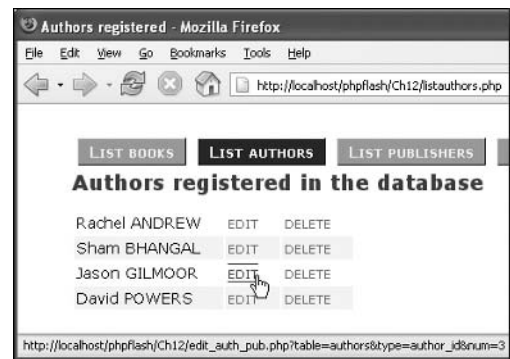 Authors registered - Mozilla Firefox
File Edit View Go Bookmarks Tools Help
http://localhost/phpflash/Ch12/listauthors.php
LIST BOOKS LIST AUTHORS LIST PUBLISHERS
Authors registered in the database
Rachel ANDREW EDIT DELETE
Sham BHANGAL EDIT DELETE
Jason GILMOOR EDIT DELETE
David POWERS EDIT DELETE
http://localhost/phpflash/Ch12/edit_auth_pub.php?table=authors&type=author_id&num=3